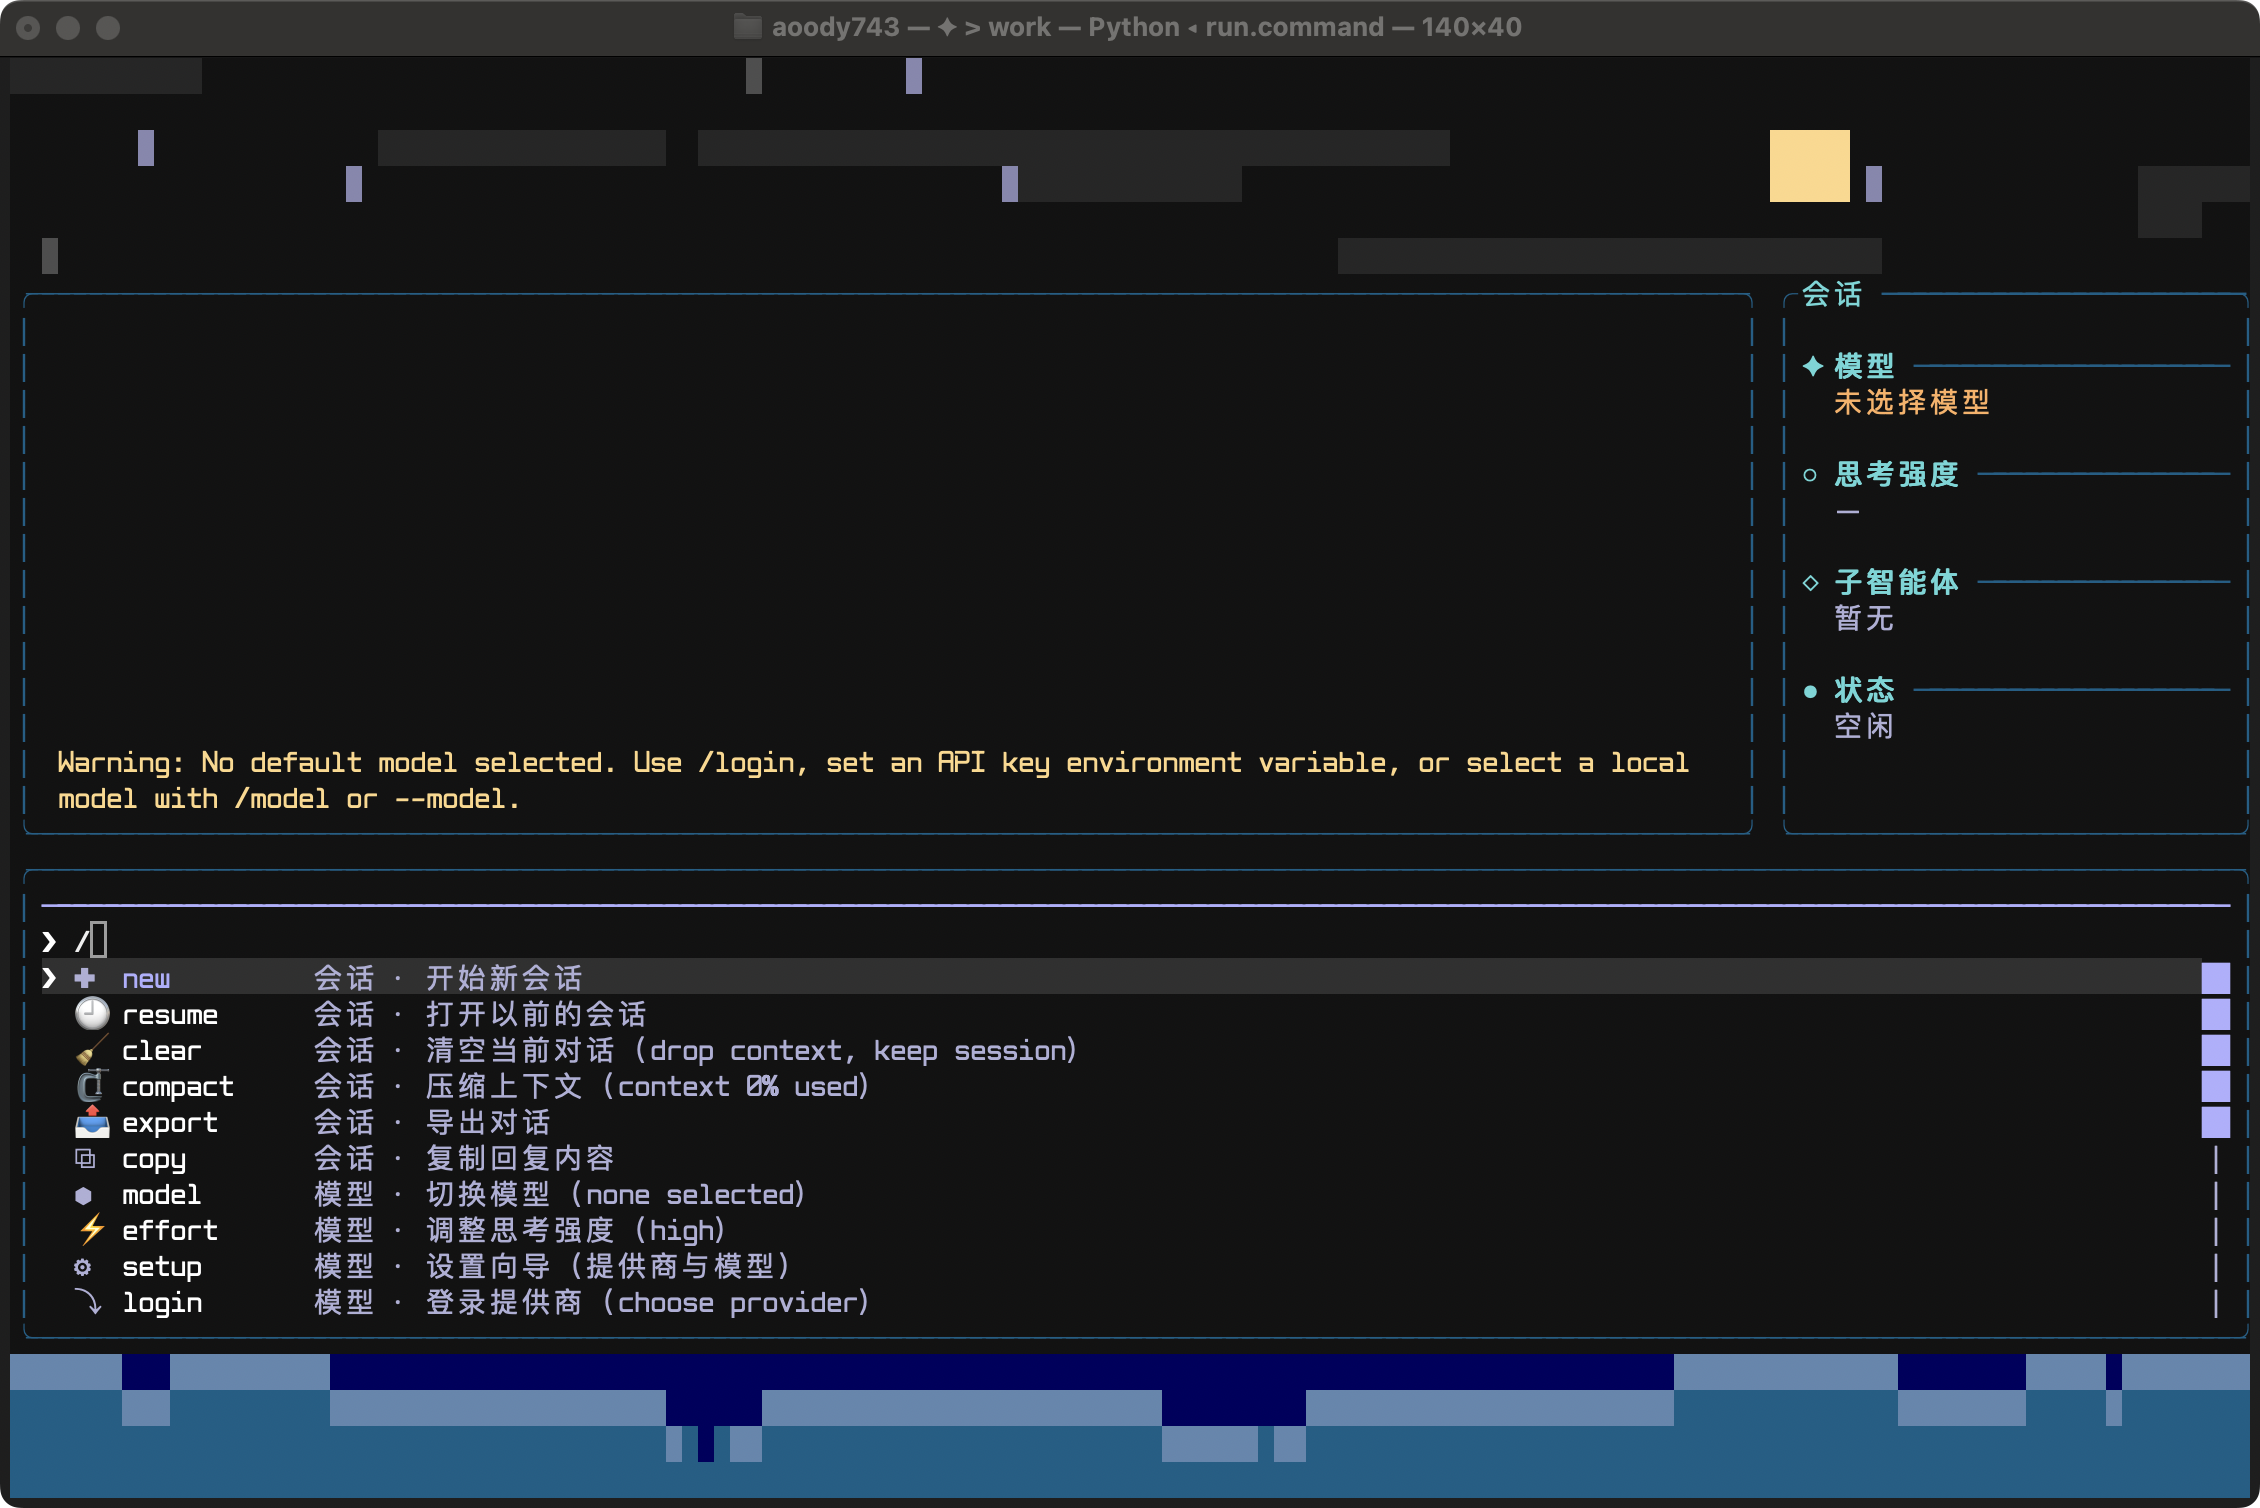 aoody743 — ✦ > work — Python ◂ run.command — 140×40
会话
✦ 模型
未选择模型
○ 思考强度
—
◇ 子智能体
暂无
● 状态
空闲
Warning: No default model selected. Use /login, set an API key environment variable, or select a local
model with /model or --model.
❯ /
❯ ✚ new 会话 · 开始新会话
🕘 resume 会话 · 打开以前的会话
🧹 clear 会话 · 清空当前对话 (drop context, keep session)
🗜 compact 会话 · 压缩上下文 (context 0% used)
📤 export 会话 · 导出对话
⧉ copy 会话 · 复制回复内容
⬢ model 模型 · 切换模型 (none selected)
⚡ effort 模型 · 调整思考强度 (high)
⚙ setup 模型 · 设置向导 (提供商与模型)
⤵ login 模型 · 登录提供商 (choose provider)